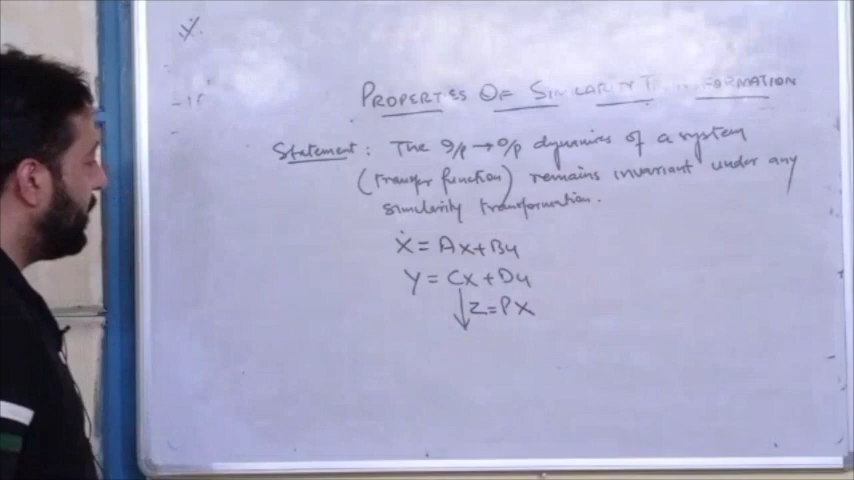 Ẋ
PROPERTIES OF SIMILARITY T FORMATION
Statement : The I/p → O/p dynamics of a system
(transfer function) remains invariant under any
similarity transformation.
Ẋ = Ax+Bu
Y = Cx+Du
↓ Z=PX